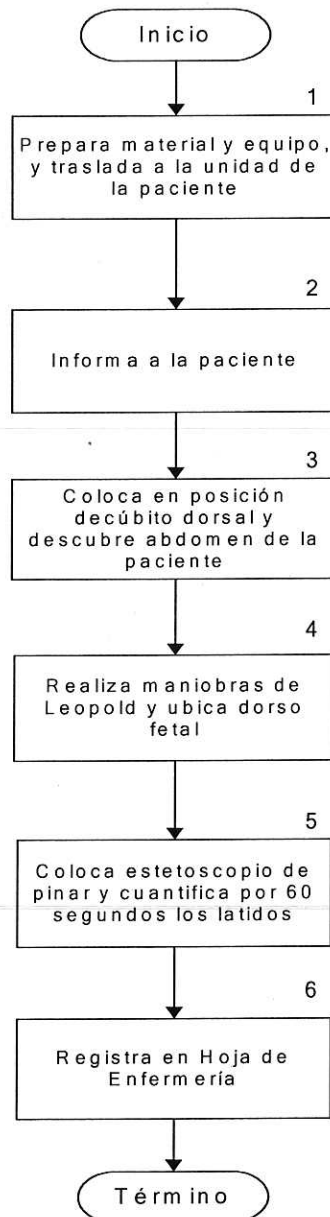 Inicio
1
Prepara material y equipo,
y traslada a la unidad de
la paciente
2
Informa a la paciente
3
Coloca en posición
decúbito dorsal y
descubre abdomen de la
paciente
4
Realiza maniobras de
Leopold y ubica dorso
fetal
5
Coloca estetoscopio de
pinar y cuantifica por 60
segundos los latidos
6
Registra en Hoja de
Enfermería
Término